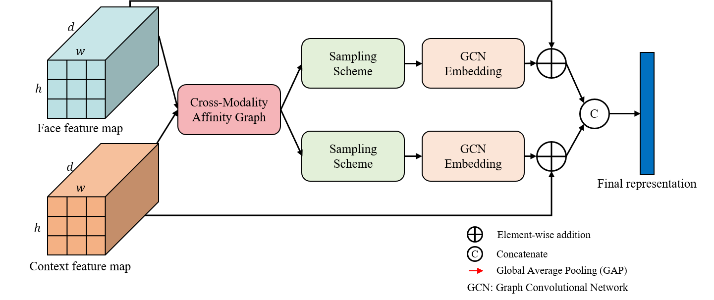 d
w
h
Face feature map
d
w
h
Context feature map
Cross-Modality
Affinity Graph
Sampling
Scheme
GCN
Embedding
Sampling
Scheme
GCN
Embedding
C
Final representation
Element-wise addition
C
Concatenate
Global Average Pooling (GAP)
GCN: Graph Convolutional Network